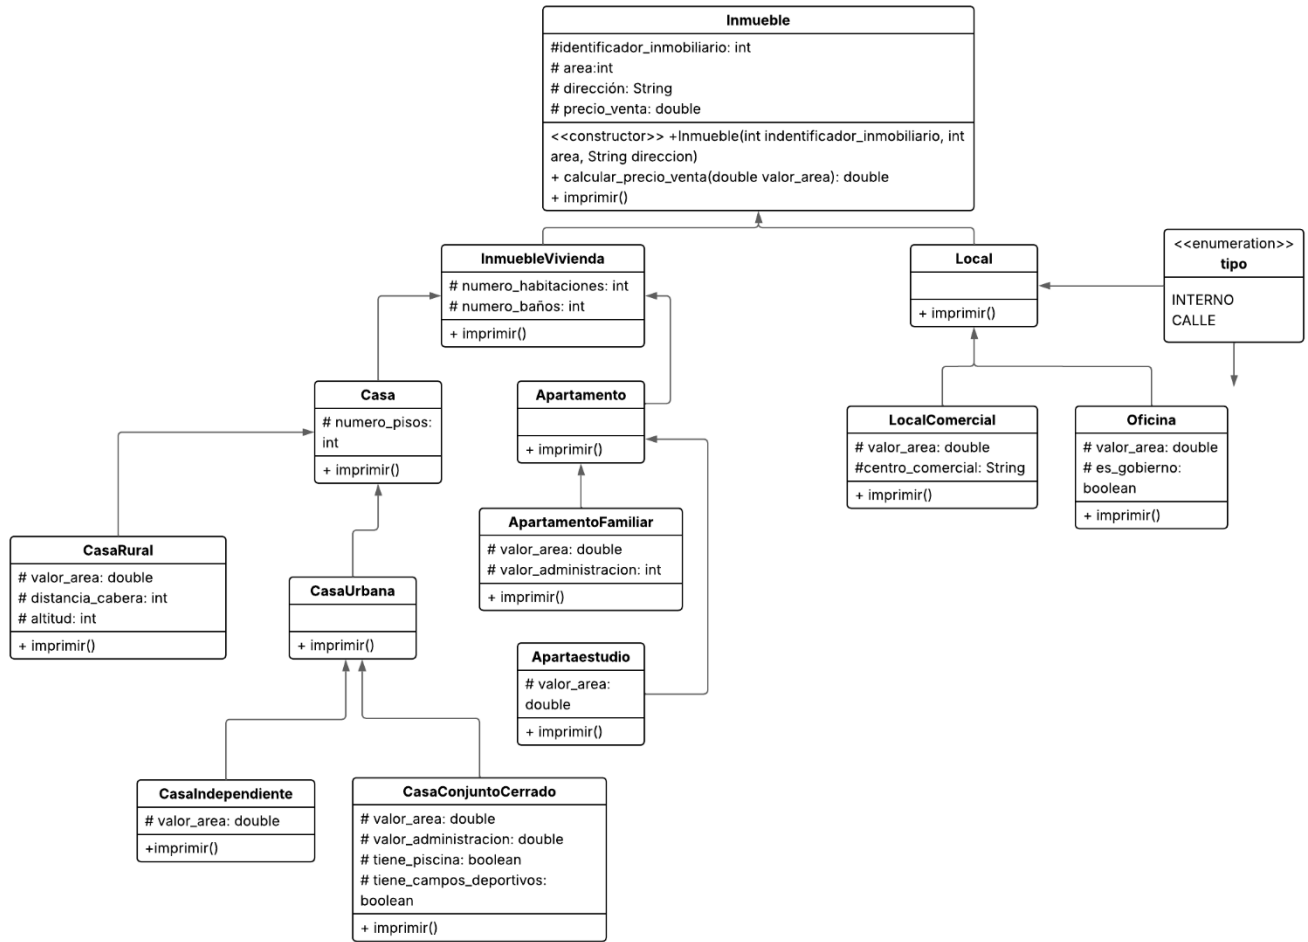 Inmueble
#identificador_inmobiliario: int
# area:int
# dirección: String
# precio_venta: double
<<constructor>> +Inmueble(int indentificador_inmobiliario, int
area, String direccion)
+ calcular_precio_venta(double valor_area): double
+ imprimir()
InmuebleVivienda
# numero_habitaciones: int
# numero_baños: int
+ imprimir()
Local
+ imprimir()
<<enumeration>>
tipo
INTERNO
CALLE
Casa
# numero_pisos:
int
+ imprimir()
Apartamento
+ imprimir()
LocalComercial
# valor_area: double
#centro_comercial: String
+ imprimir()
Oficina
# valor_area: double
# es_gobierno:
boolean
+ imprimir()
CasaRural
# valor_area: double
# distancia_cabera: int
# altitud: int
+ imprimir()
CasaUrbana
+ imprimir()
ApartamentoFamiliar
# valor_area: double
# valor_administracion: int
+ imprimir()
Apartaestudio
# valor_area:
double
+ imprimir()
CasaIndependiente
# valor_area: double
+imprimir()
CasaConjuntoCerrado
# valor_area: double
# valor_administracion: double
# tiene_piscina: boolean
# tiene_campos_deportivos:
boolean
+ imprimir()